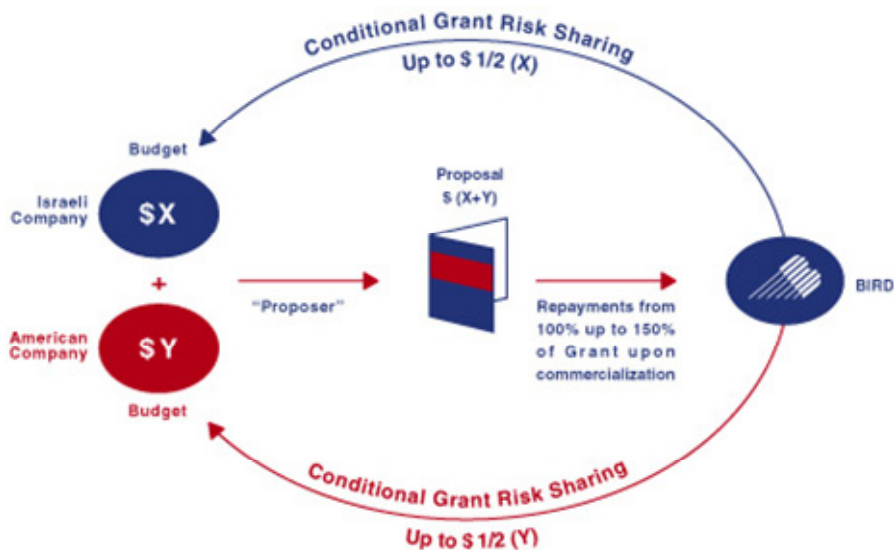 Conditional Grant Risk Sharing
Up to $ 1/2 (X)
Budget
Israeli
Company
$X
+
American
Company
$Y
Budget
"Proposer"
Proposal
$ (X+Y)
Repayments from
100% up to 150%
of Grant upon
commercialization
BIRD
Conditional Grant Risk Sharing
Up to $ 1/2 (Y)